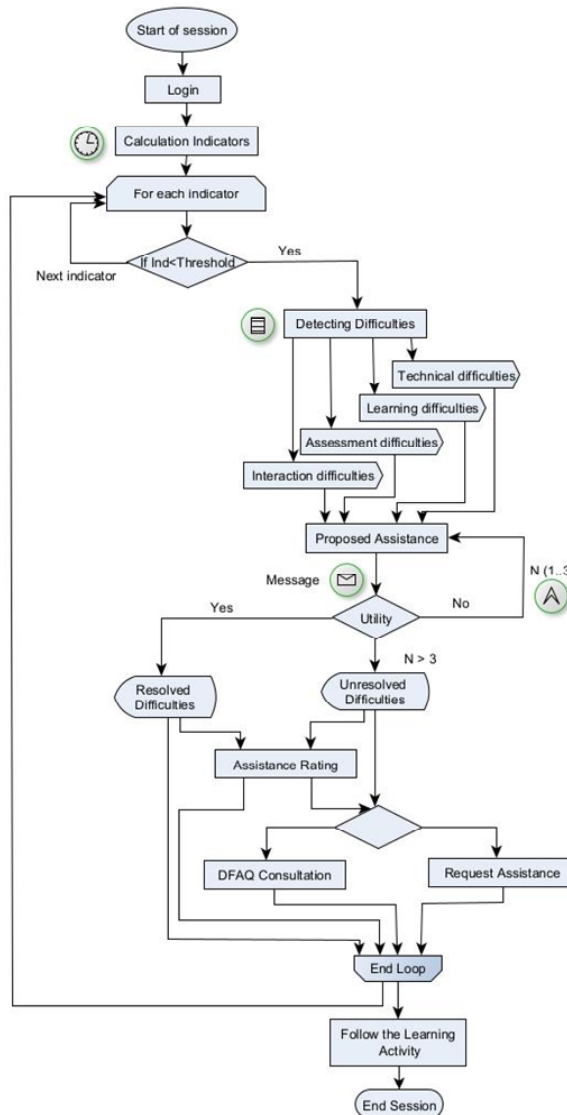 Start of session
Login
Calculation Indicators
For each indicator
If Ind<Threshold
Yes
Next indicator
Detecting Difficulties
Technical difficulties
Learning difficulties
Assessment difficulties
Interaction difficulties
Proposed Assistance
N (1..3
Message
Yes
No
Utility
N > 3
Resolved
Difficulties
Unresolved
Difficulties
Assistance Rating
DFAQ Consultation
Request Assistance
End Loop
Follow the Learning
Activity
End Session